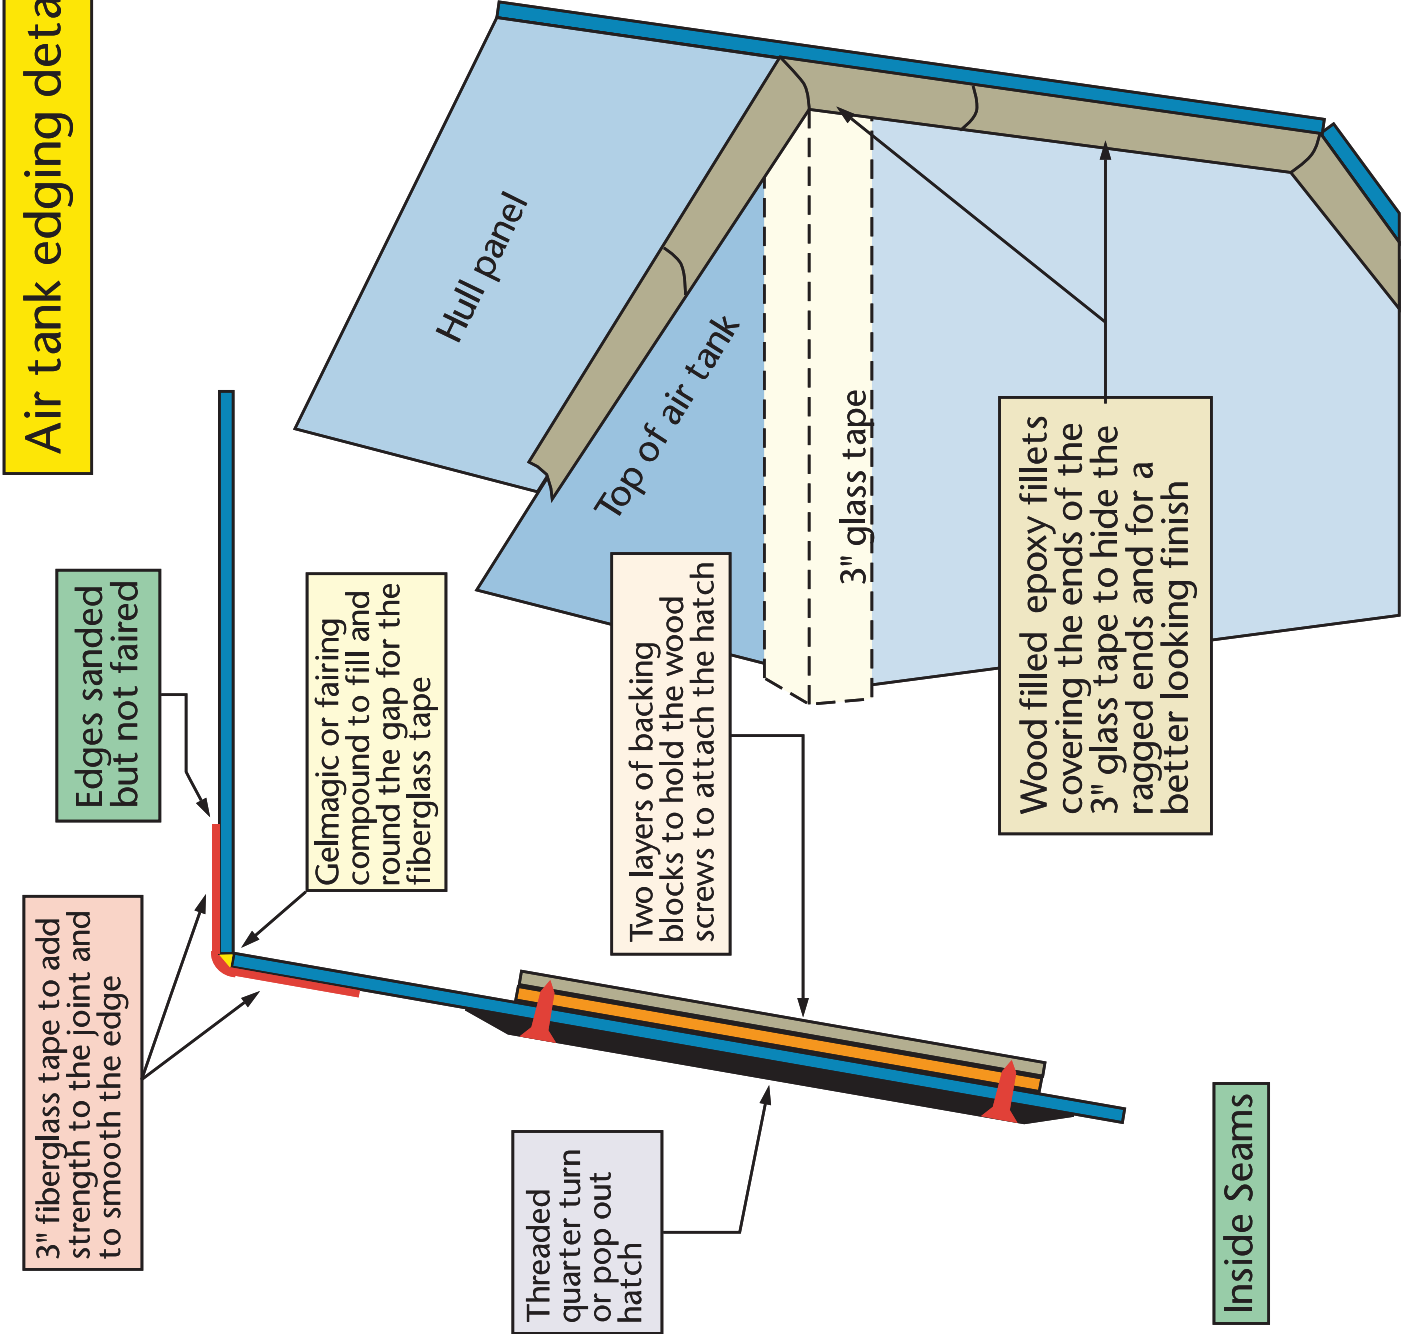 Air tank edging deta
3" fiberglass tape to add
strength to the joint and
to smooth the edge
Edges sanded
but not faired
Gelmagic or fairing
compound to fill and
round the gap for the
fiberglass tape
Hull panel
Top of air tank
3" glass tape
Two layers of backing
blocks to hold the wood
screws to attach the hatch
Threaded
quarter turn
or pop out
hatch
Wood filled epoxy fillets
covering the ends of the
3" glass tape to hide the
ragged ends and for a
better looking finish
Inside Seams